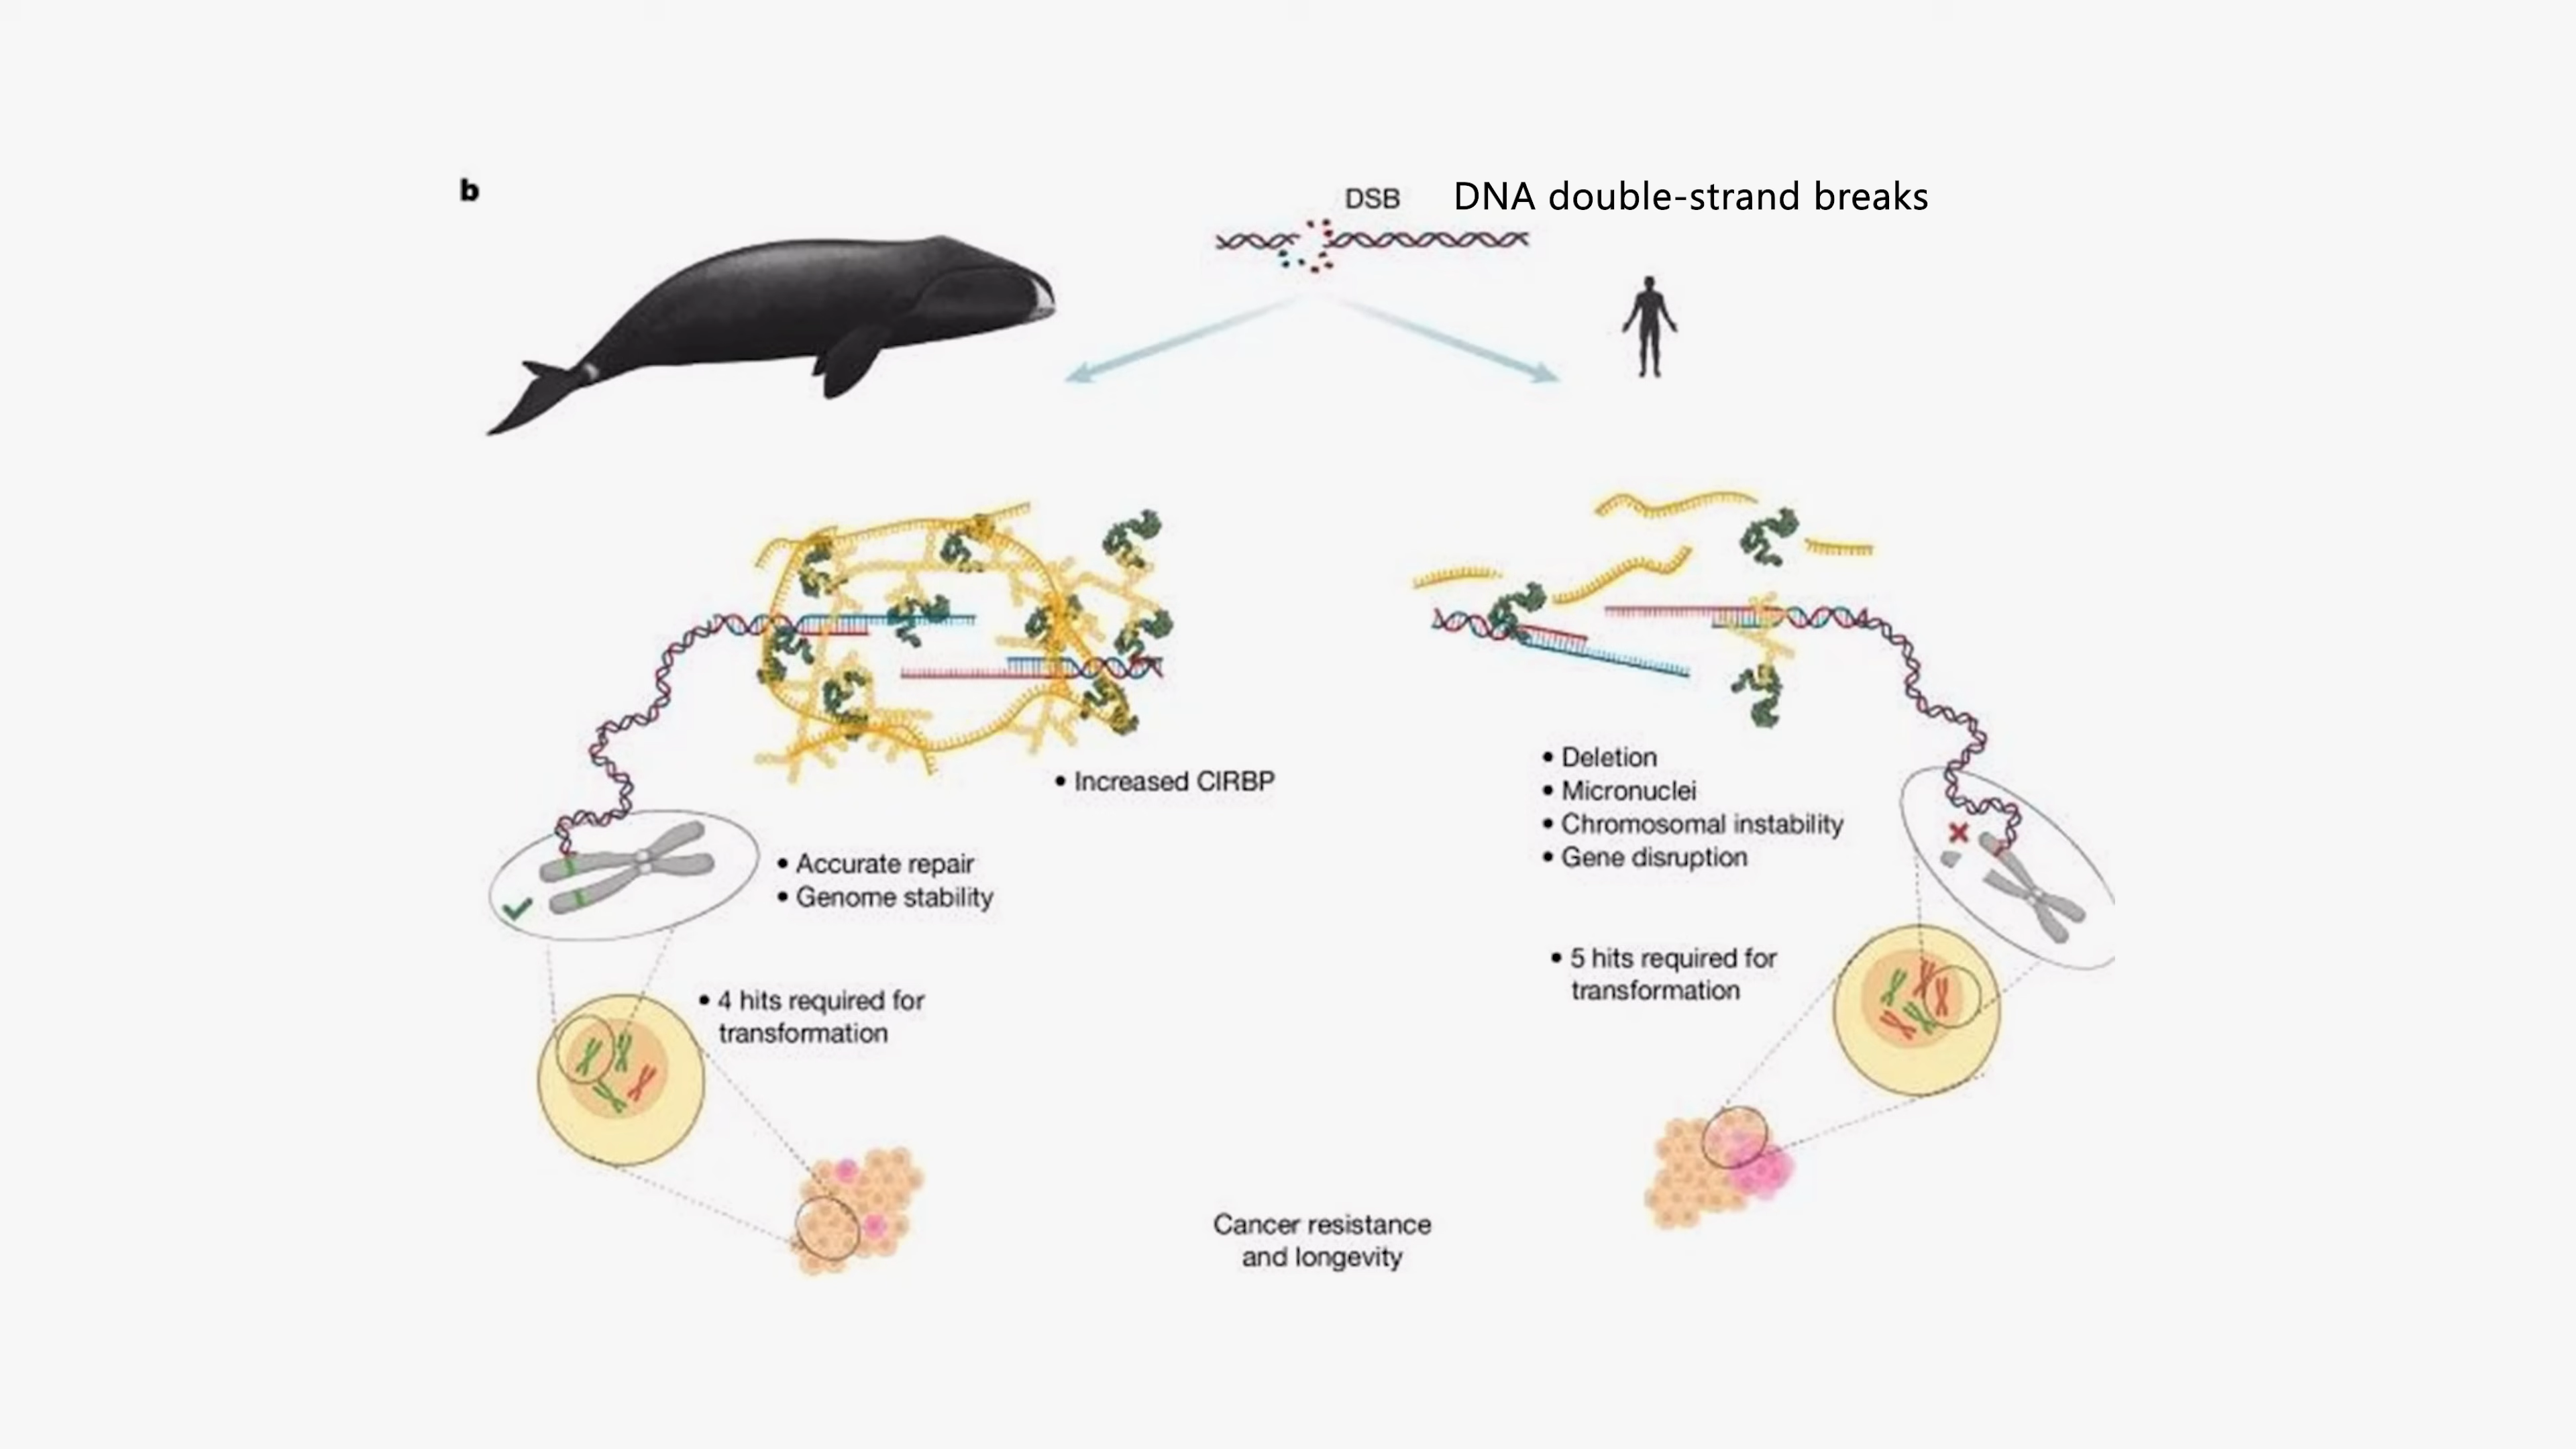 b
DSB DNA double-strand breaks
• Increased CIRBP
• Accurate repair
• Genome stability
• 4 hits required for
transformation
• Deletion
• Micronuclei
• Chromosomal instability
• Gene disruption
• 5 hits required for
transformation
Cancer resistance
and longevity